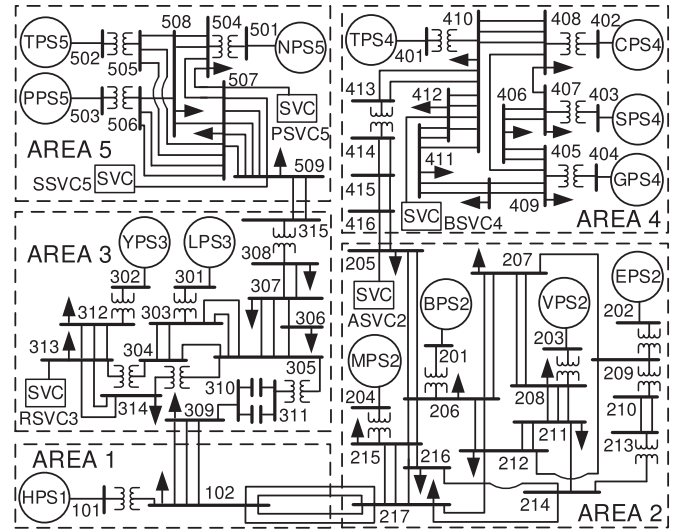 TPS5
502
505
508
504
501
NPS5
PPS5
503
506
507
SVC
PSVC5
AREA 5
SSVC5
SVC
509
TPS4
401
410
408
402
CPS4
413
412
406
407
403
SPS4
414
411
405
404
GPS4
415
SVC
BSVC4
409
416
AREA 4
AREA 3
YPS3
LPS3
315
308
302
301
307
312
303
306
313
304
305
SVC
RSVC3
314
310
311
309
205
SVC
ASVC2
207
EPS2
BPS2
VPS2
202
MPS2
201
203
209
204
206
208
210
211
213
215
216
212
214
217
AREA 2
AREA 1
HPS1
101
102